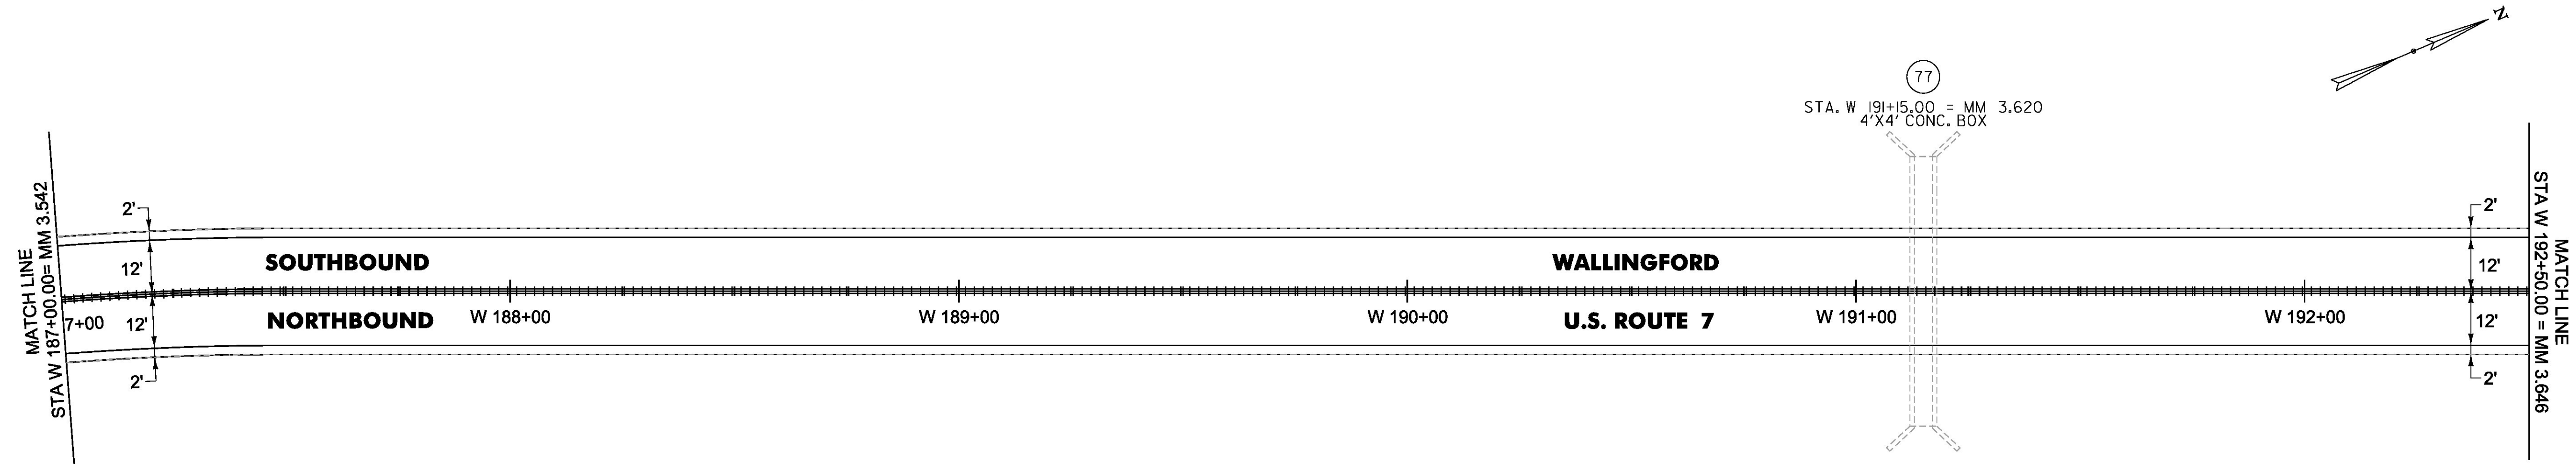 N
77
STA. W 191+15.00 = MM 3.620
4'X4' CONC. BOX
MATCH LINE
STA W 187+00.00= MM 3.542
2'
12'
12'
2'
7+00
SOUTHBOUND
NORTHBOUND
W 188+00
W 189+00
W 190+00
WALLINGFORD
U.S. ROUTE 7
W 191+00
W 192+00
2'
12'
12'
2'
MATCH LINE
STA W 192+50.00 = MM 3.646